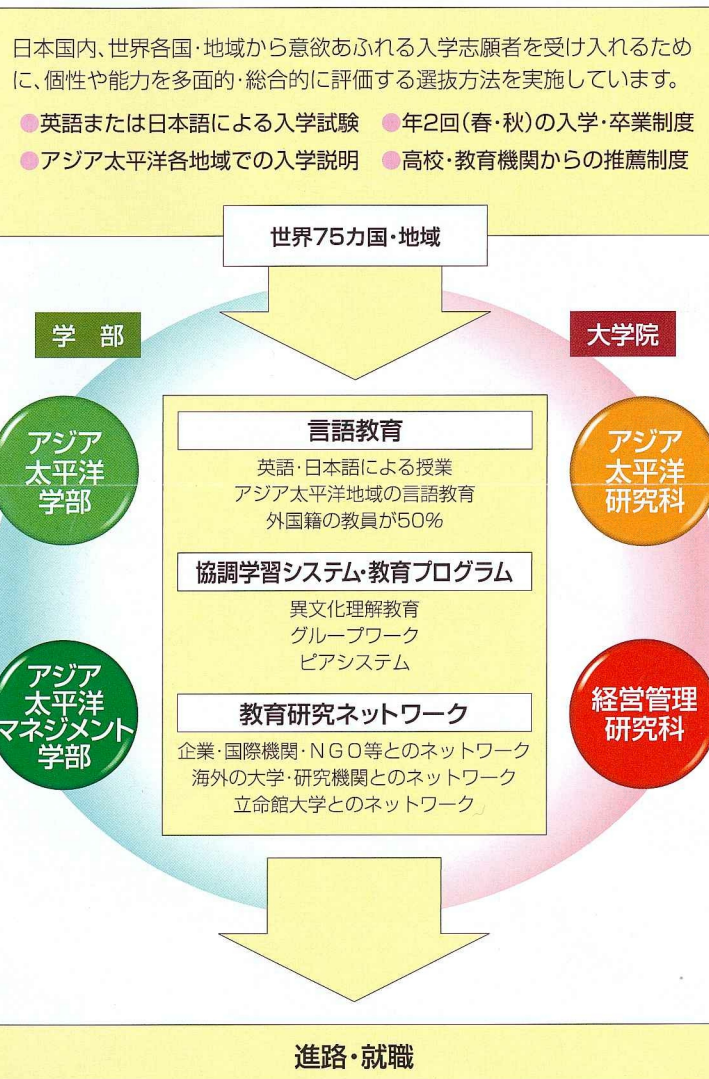 日本国内、世界各国・地域から意欲あふれる入学志願者を受け入れるため
に、個性や能力を多面的・総合的に評価する選抜方法を実施しています。
●英語または日本語による入学試験 ●年2回(春・秋)の入学・卒業制度
●アジア太平洋各地域での入学説明 ●高校・教育機関からの推薦制度
世界75カ国・地域
学 部
大学院
アジア
太平洋
学部
アジア
太平洋
マネジメント
学部
言語教育
英語・日本語による授業
アジア太平洋地域の言語教育
外国籍の教員が50%
協調学習システム・教育プログラム
異文化理解教育
グループワーク
ピアシステム
教育研究ネットワーク
企業・国際機関・NGO等とのネットワーク
海外の大学・研究機関とのネットワーク
立命館大学とのネットワーク
アジア
太平洋
研究科
経営管理
研究科
進路・就職